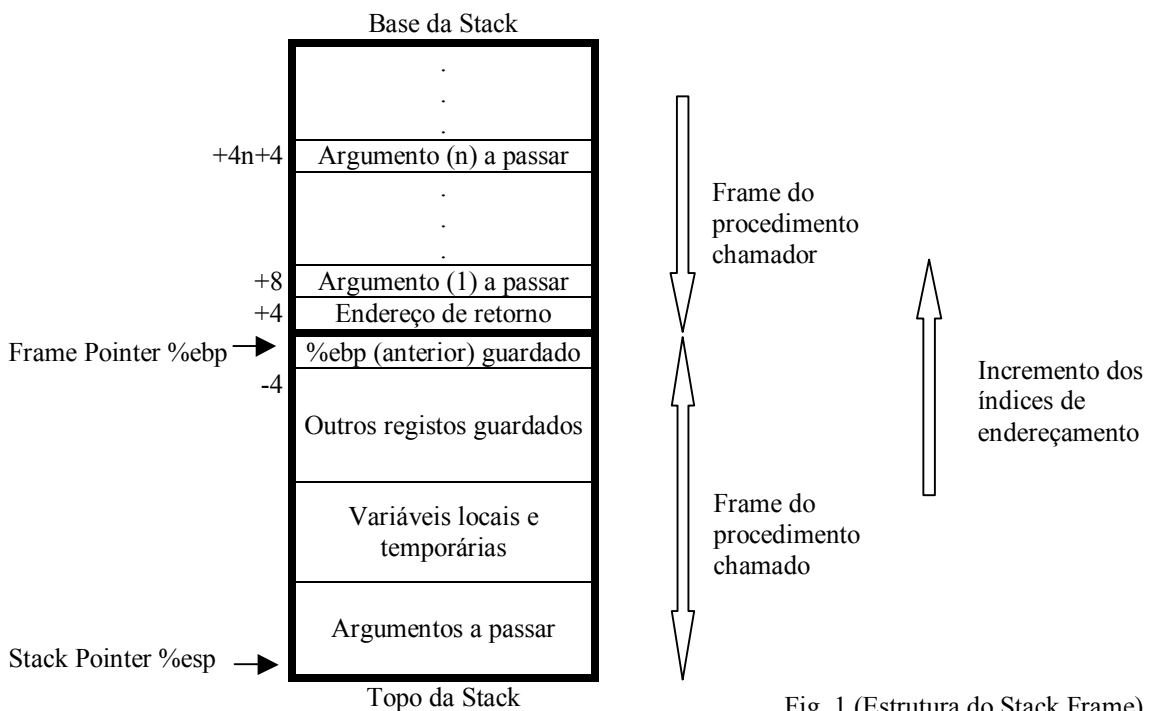 Base da Stack
.
.
.
+4n+4
Argumento (n) a passar
.
.
.
+8
Argumento (1) a passar
+4
Endereço de retorno
Frame Pointer %ebp
%ebp (anterior) guardado
-4
Outros registos guardados
Variáveis locais e
temporárias
Argumentos a passar
Stack Pointer %esp
Topo da Stack
Frame do
procedimento
chamador
Frame do
procedimento
chamado
Incremento dos
índices de
endereçamento
Fig. 1 (Estrutura do Stack Frame)